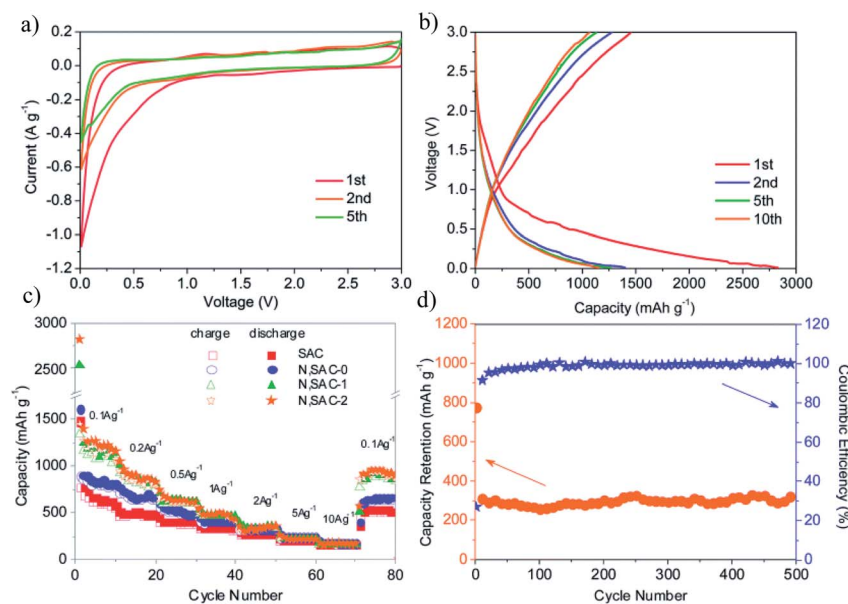 a)
0.2
0.0
-0.2
-0.4
-0.6
-0.8
-1.0
-1.2
Current (A g⁻¹)
1st
2nd
5th
0.0 0.5 1.0 1.5 2.0 2.5 3.0
Voltage (V)
b)
3.0
2.5
2.0
1.5
1.0
0.5
0.0
Voltage (V)
1st
2nd
5th
10th
0 500 1000 1500 2000 2500 3000
Capacity (mAh g⁻¹)
c)
3000
2500
1500
1000
500
0
Capacity (mAh g⁻¹)
charge discharge
SAC
N,SAC-0
N,SAC-1
N,SAC-2
0.1Ag⁻¹
0.2Ag⁻¹
0.5Ag⁻¹
1Ag⁻¹
2Ag⁻¹
5Ag⁻¹
10Ag⁻¹
0.1Ag⁻¹
0 20 40 60 80
Cycle Number
d)
1200
1000
800
600
400
200
0
Capacity Retention (mAh g⁻¹)
120
100
80
60
40
20
0
Coulombic Efficiency (%)
0 100 200 300 400 500
Cycle Number